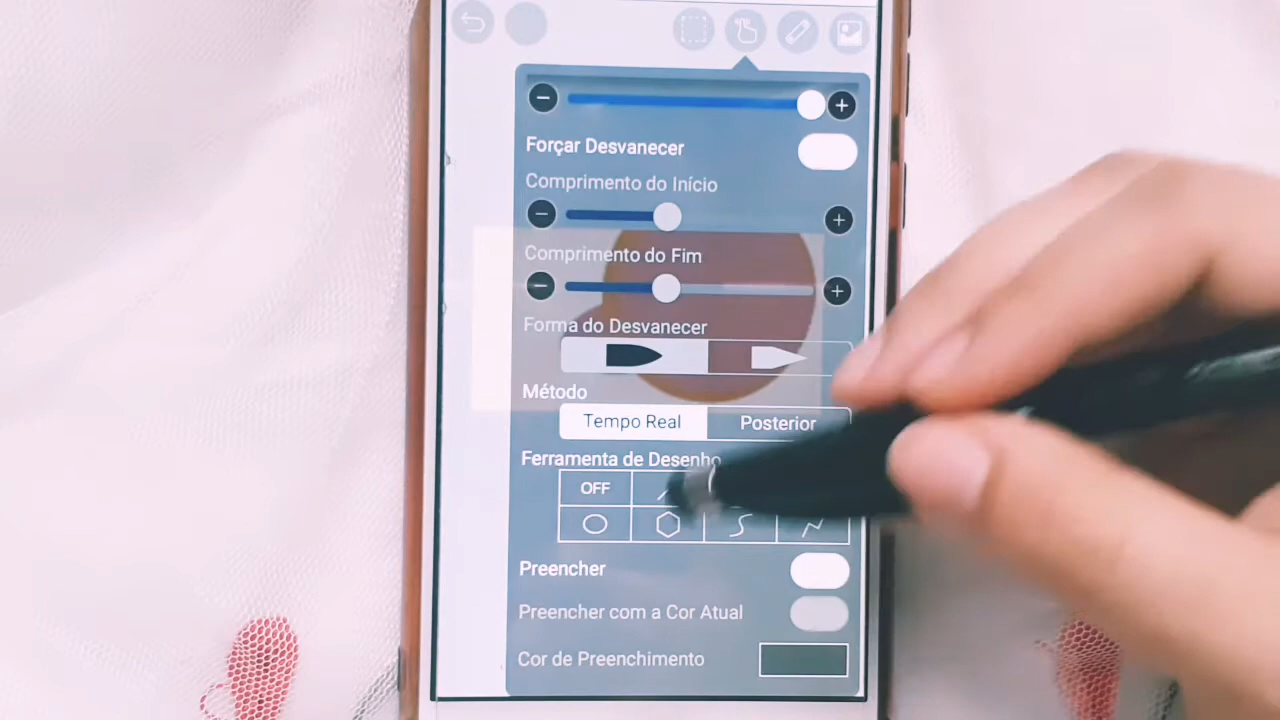 Forçar Desvanecer
Comprimento do Início
Comprimento do Fim
Forma do Desvanecer
Método
Tempo Real Posterior
Ferramenta de Desenho
OFF
Preencher
Preencher com a Cor Atual
Cor de Preenchimento